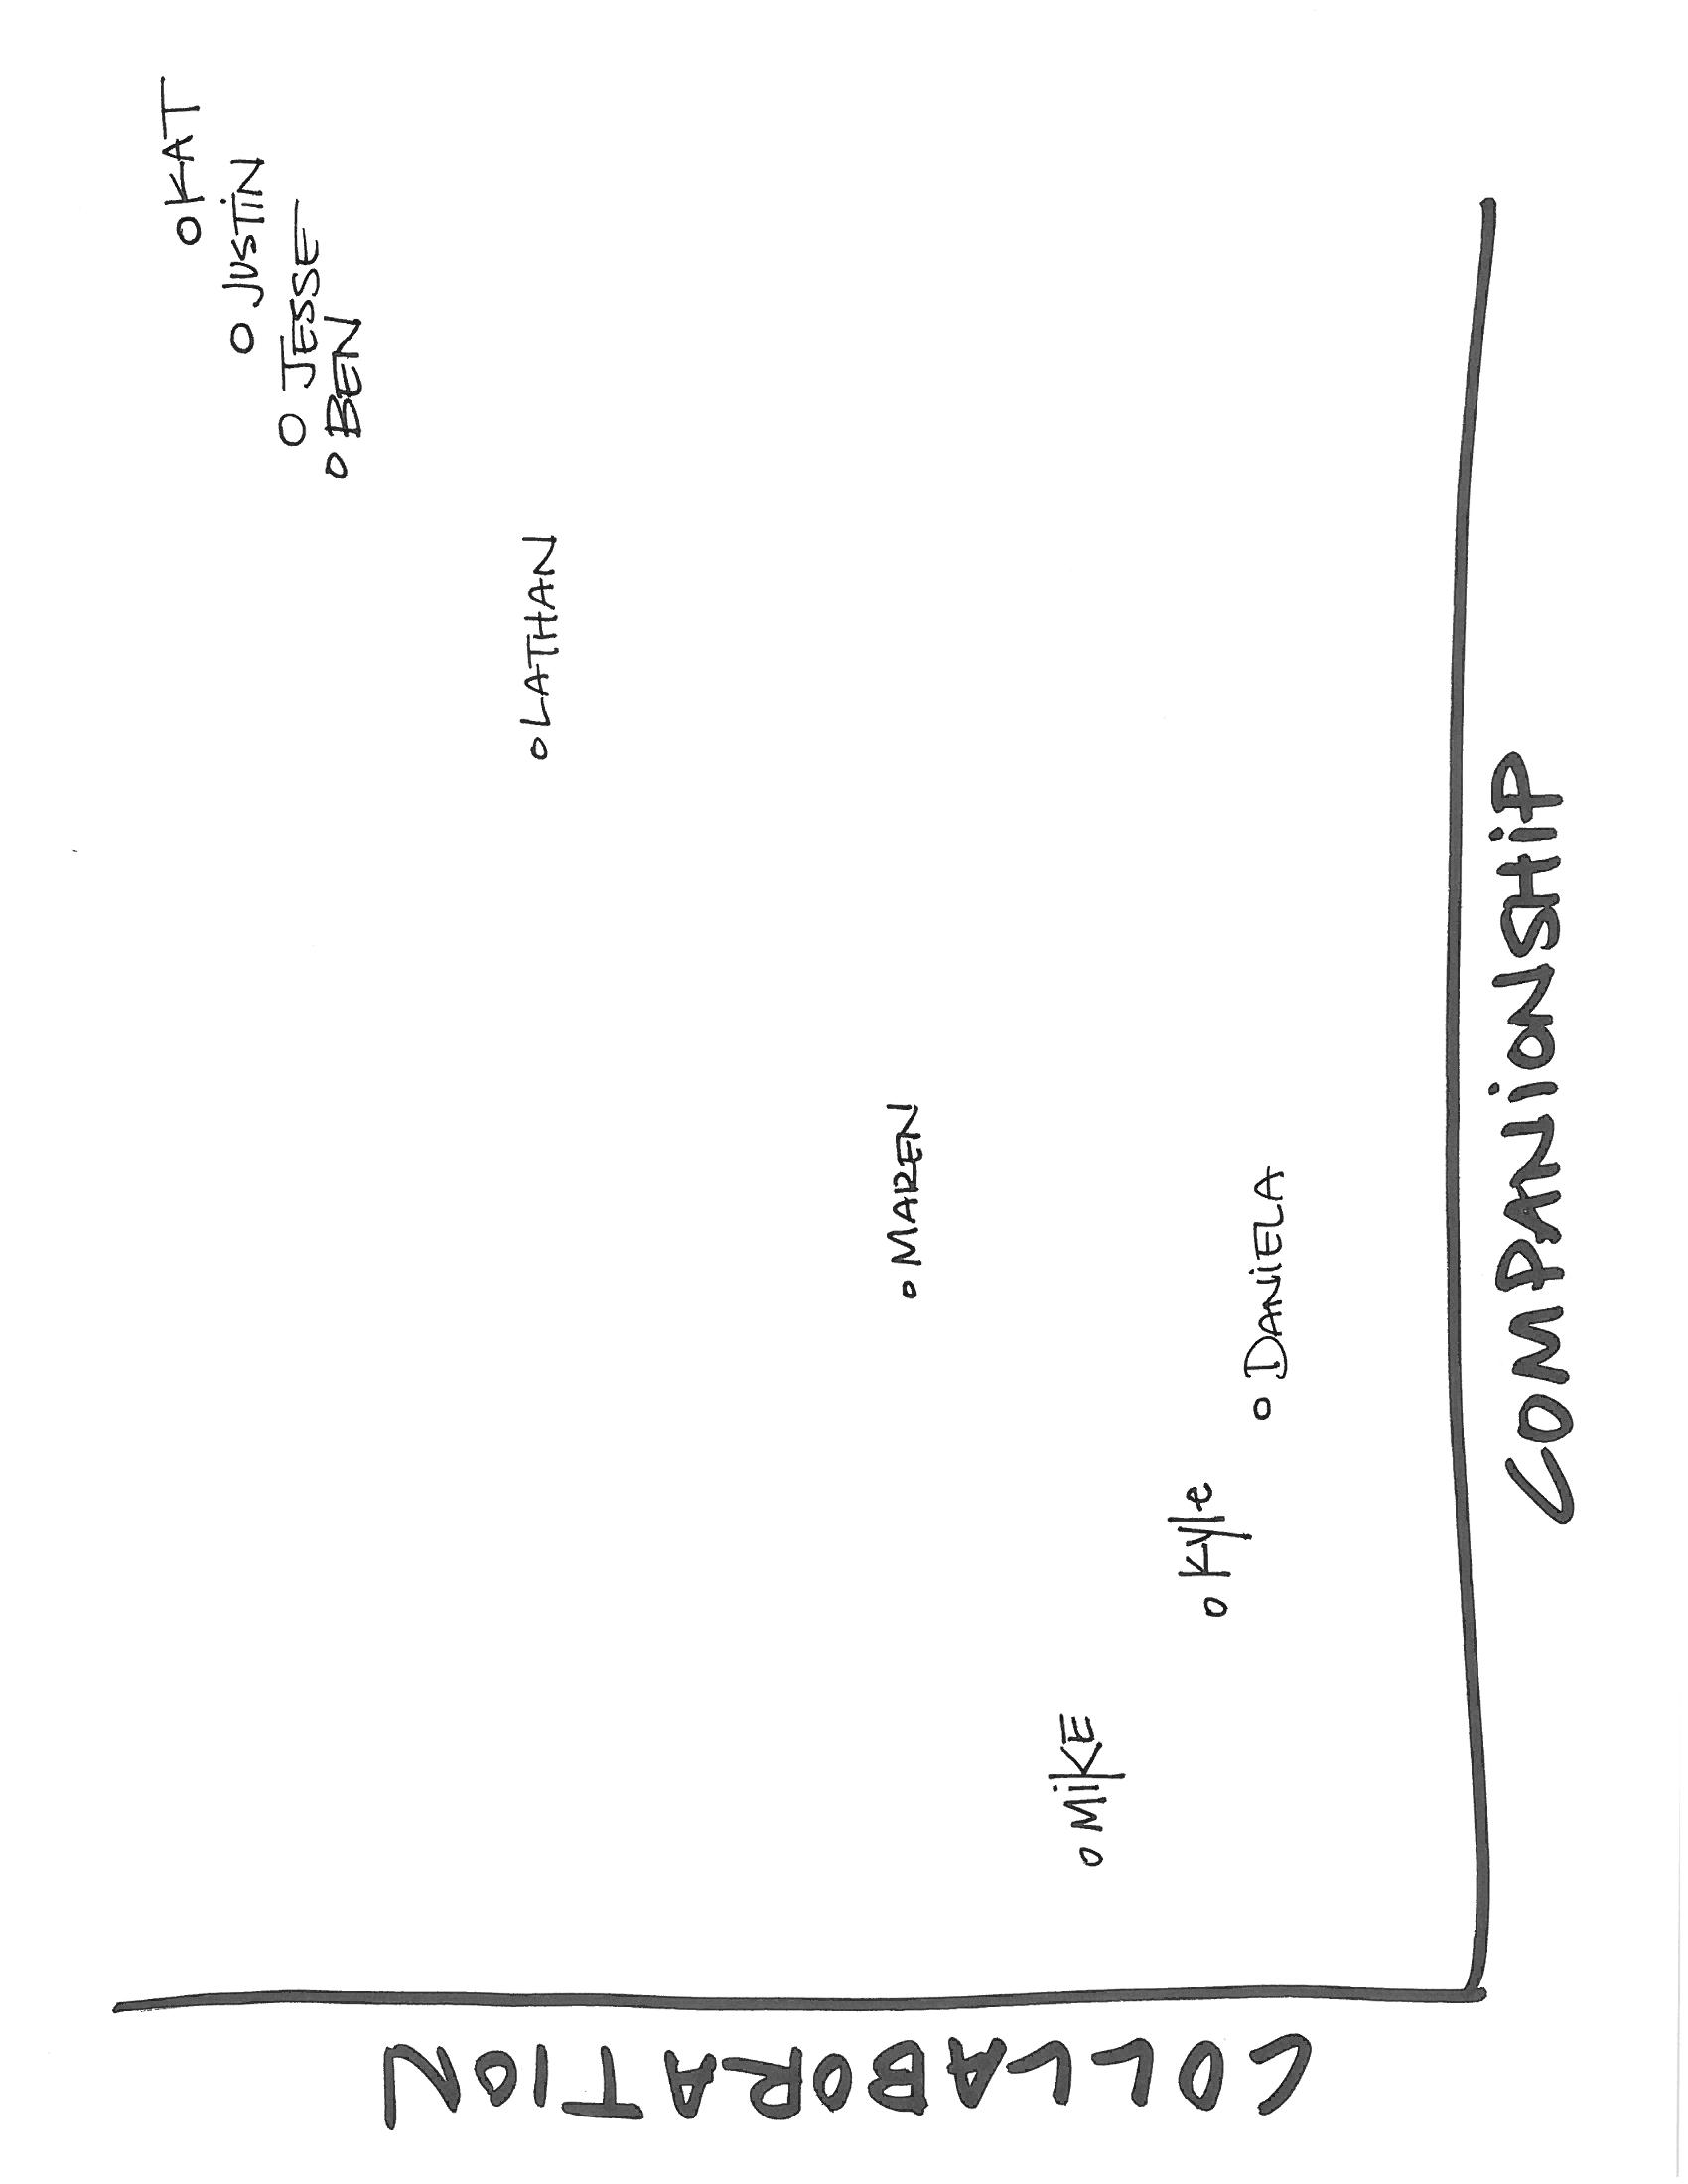 KAT
JUSTIN
JESSE
BEN
LATHAN
MAREN
MIKE
Kyle
DANiELA
COLLABORATION
COMPANiONSHiP